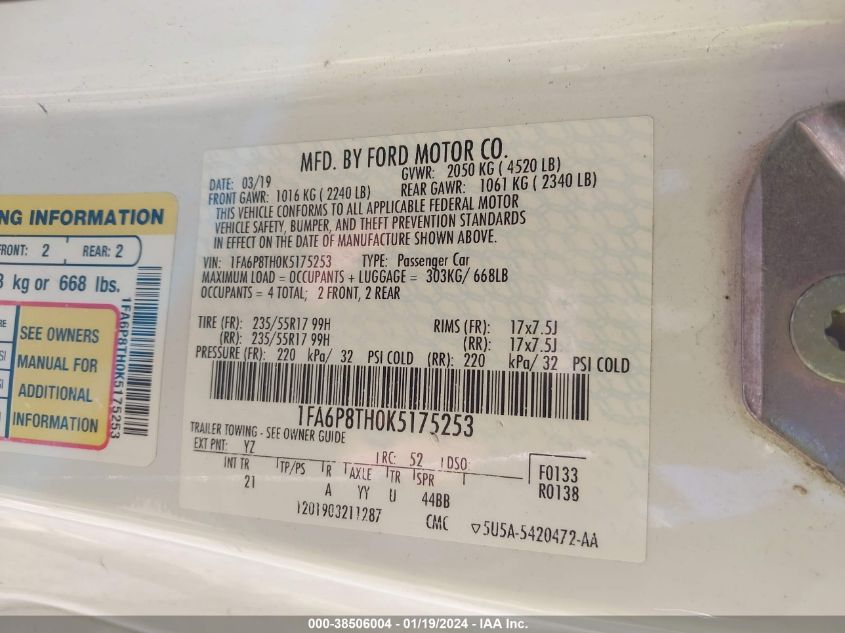 MFD. BY FORD MOTOR CO.
DATE: 03/19
GVWR: 2050 KG ( 4520 LB)
FRONT GAWR: 1016 KG ( 2240 LB)
REAR GAWR: 1061 KG ( 2340 LB)
THIS VEHICLE CONFORMS TO ALL APPLICABLE FEDERAL MOTOR
VEHICLE SAFETY, BUMPER, AND THEFT PREVENTION STANDARDS
IN EFFECT ON THE DATE OF MANUFACTURE SHOWN ABOVE.
VIN: 1FA6P8TH0K5175253 TYPE: Passenger Car
MAXIMUM LOAD = OCCUPANTS + LUGGAGE = 303KG/ 668LB
OCCUPANTS = 4 TOTAL; 2 FRONT, 2 REAR
TIRE (FR): 235/55R17 99H RIMS (FR): 17x7.5J
(RR): 235/55R17 99H (RR): 17x7.5J
PRESSURE (FR): 220 kPa/ 32 PSI COLD (RR): 220 kPa/ 32 PSI COLD
1FA6P8TH0K5175253
TRAILER TOWING - SEE OWNER GUIDE
EXT PNT: YZ RC: 52 DSO:
F0133
R0138
INT TR TP/PS R AXLE TR SPR
21 A YY U 44BB
1201903211287 CMC ▽5U5A-5420472-AA
NG INFORMATION
FRONT: 2 REAR: 2
kg or 668 lbs.
SEE OWNERS
MANUAL FOR
ADDITIONAL
INFORMATION
1FA6P8TH0K5175253
000-38506004 - 01/19/2024 - IAA Inc.